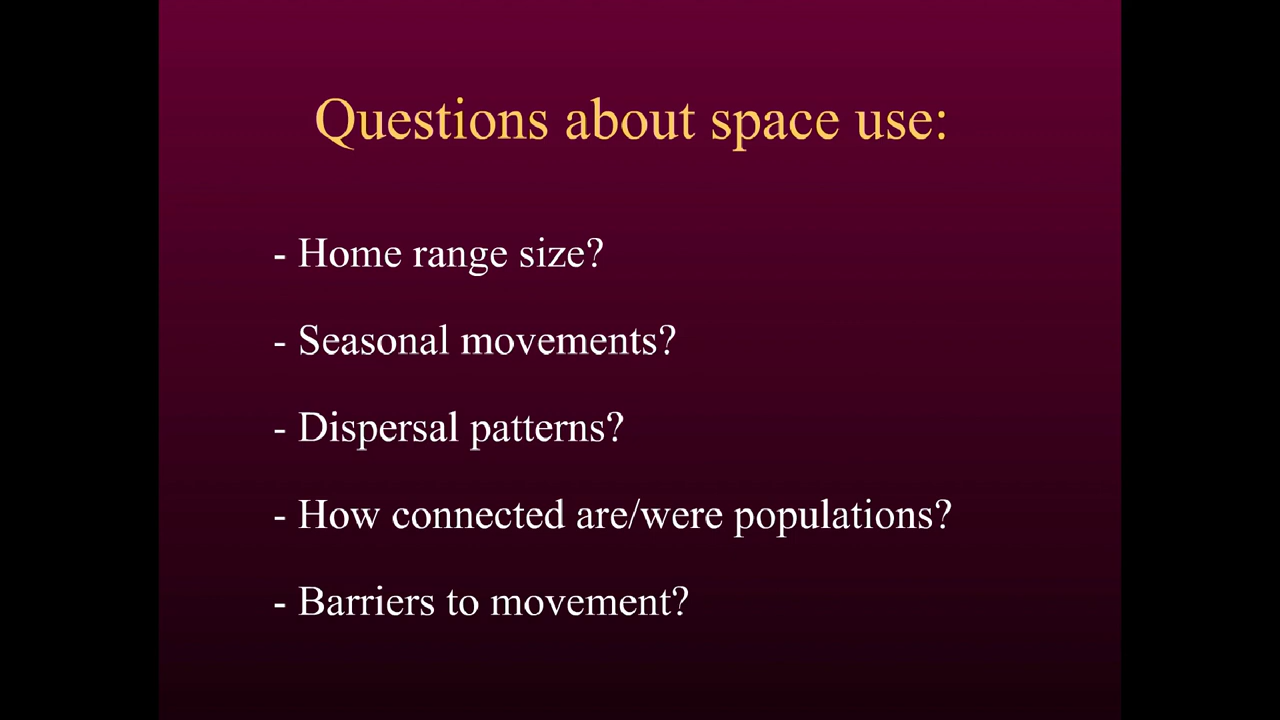 Questions about space use:
- Home range size?
- Seasonal movements?
- Dispersal patterns?
- How connected are/were populations?
- Barriers to movement?